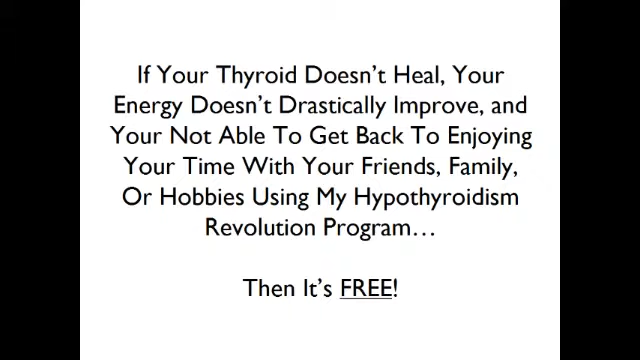 If Your Thyroid Doesn't Heal, Your
Energy Doesn't Drastically Improve, and
Your Not Able To Get Back To Enjoying
Your Time With Your Friends, Family,
Or Hobbies Using My Hypothyroidism
Revolution Program…
Then It's FREE!